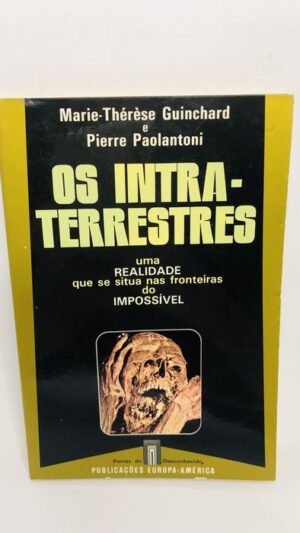 Marie-Thérèse Guinchard
e
Pierre Paolantoni
OS INTRA-
TERRESTRES
uma
REALIDADE
que se situa nas fronteiras
do
IMPOSSÍVEL
Portas do Desconhecido
PUBLICAÇÕES EUROPA-AMÉRICA